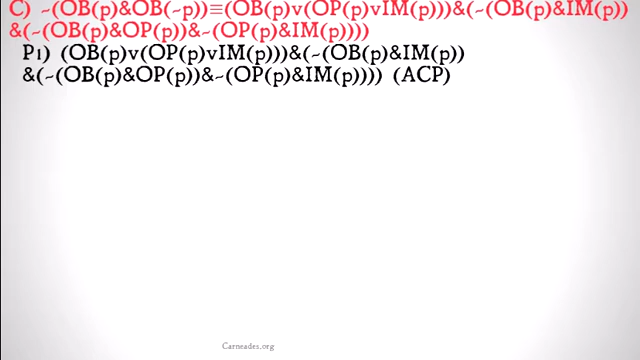 C) ~(OB(p)&OB(~p))≡(OB(p)v(OP(p)vIM(p)))&(~(OB(p)&IM(p))
&(~(OB(p)&OP(p))&~(OP(p)&IM(p))))
P1) (OB(p)v(OP(p)vIM(p)))&(~(OB(p)&IM(p))
&(~(OB(p)&OP(p))&~(OP(p)&IM(p)))) (ACP)
Carneades.org